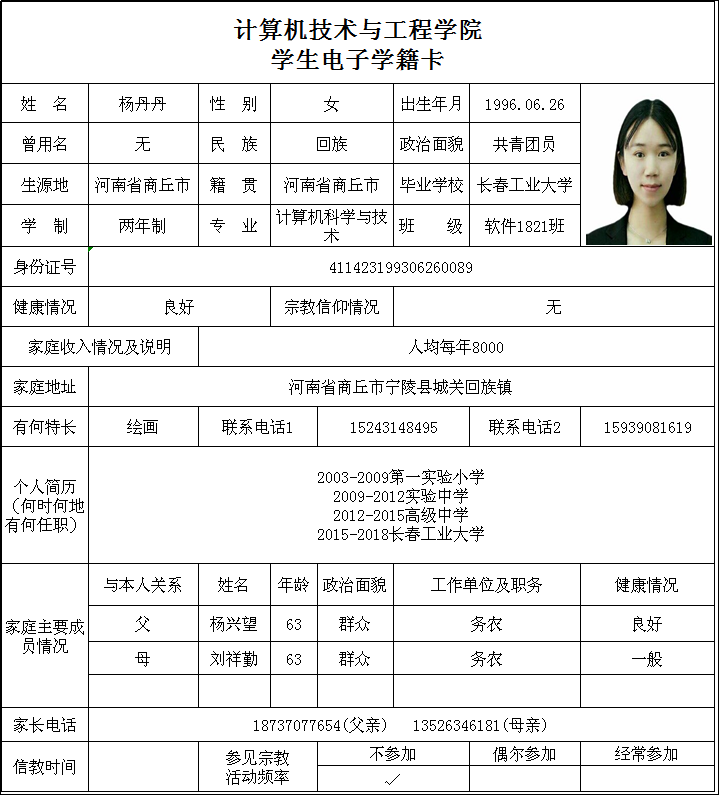 计算机技术与工程学院
学生电子学籍卡
姓 名 杨丹丹 性 别 女 出生年月 1996.06.26
曾用名 无 民 族 回族 政治面貌 共青团员
生源地 河南省商丘市 籍 贯 河南省商丘市 毕业学校 长春工业大学
学 制 两年制 专 业 计算机科学与技术 班 级 软件1821班
身份证号 411423199306260089
健康情况 良好 宗教信仰情况 无
家庭收入情况及说明 人均每年8000
家庭地址 河南省商丘市宁陵县城关回族镇
有何特长 绘画 联系电话1 15243148495 联系电话2 15939081619
个人简历
（何时何地
有何任职）
2003-2009第一实验小学
2009-2012实验中学
2012-2015高级中学
2015-2018长春工业大学
家庭主要成
员情况
与本人关系 姓名 年龄 政治面貌 工作单位及职务 健康情况
父 杨兴望 63 群众 务农 良好
母 刘祥勤 63 群众 务农 一般
家长电话 18737077654(父亲) 13526346181(母亲)
信教时间 参见宗教
活动频率
不参加 偶尔参加 经常参加
✓